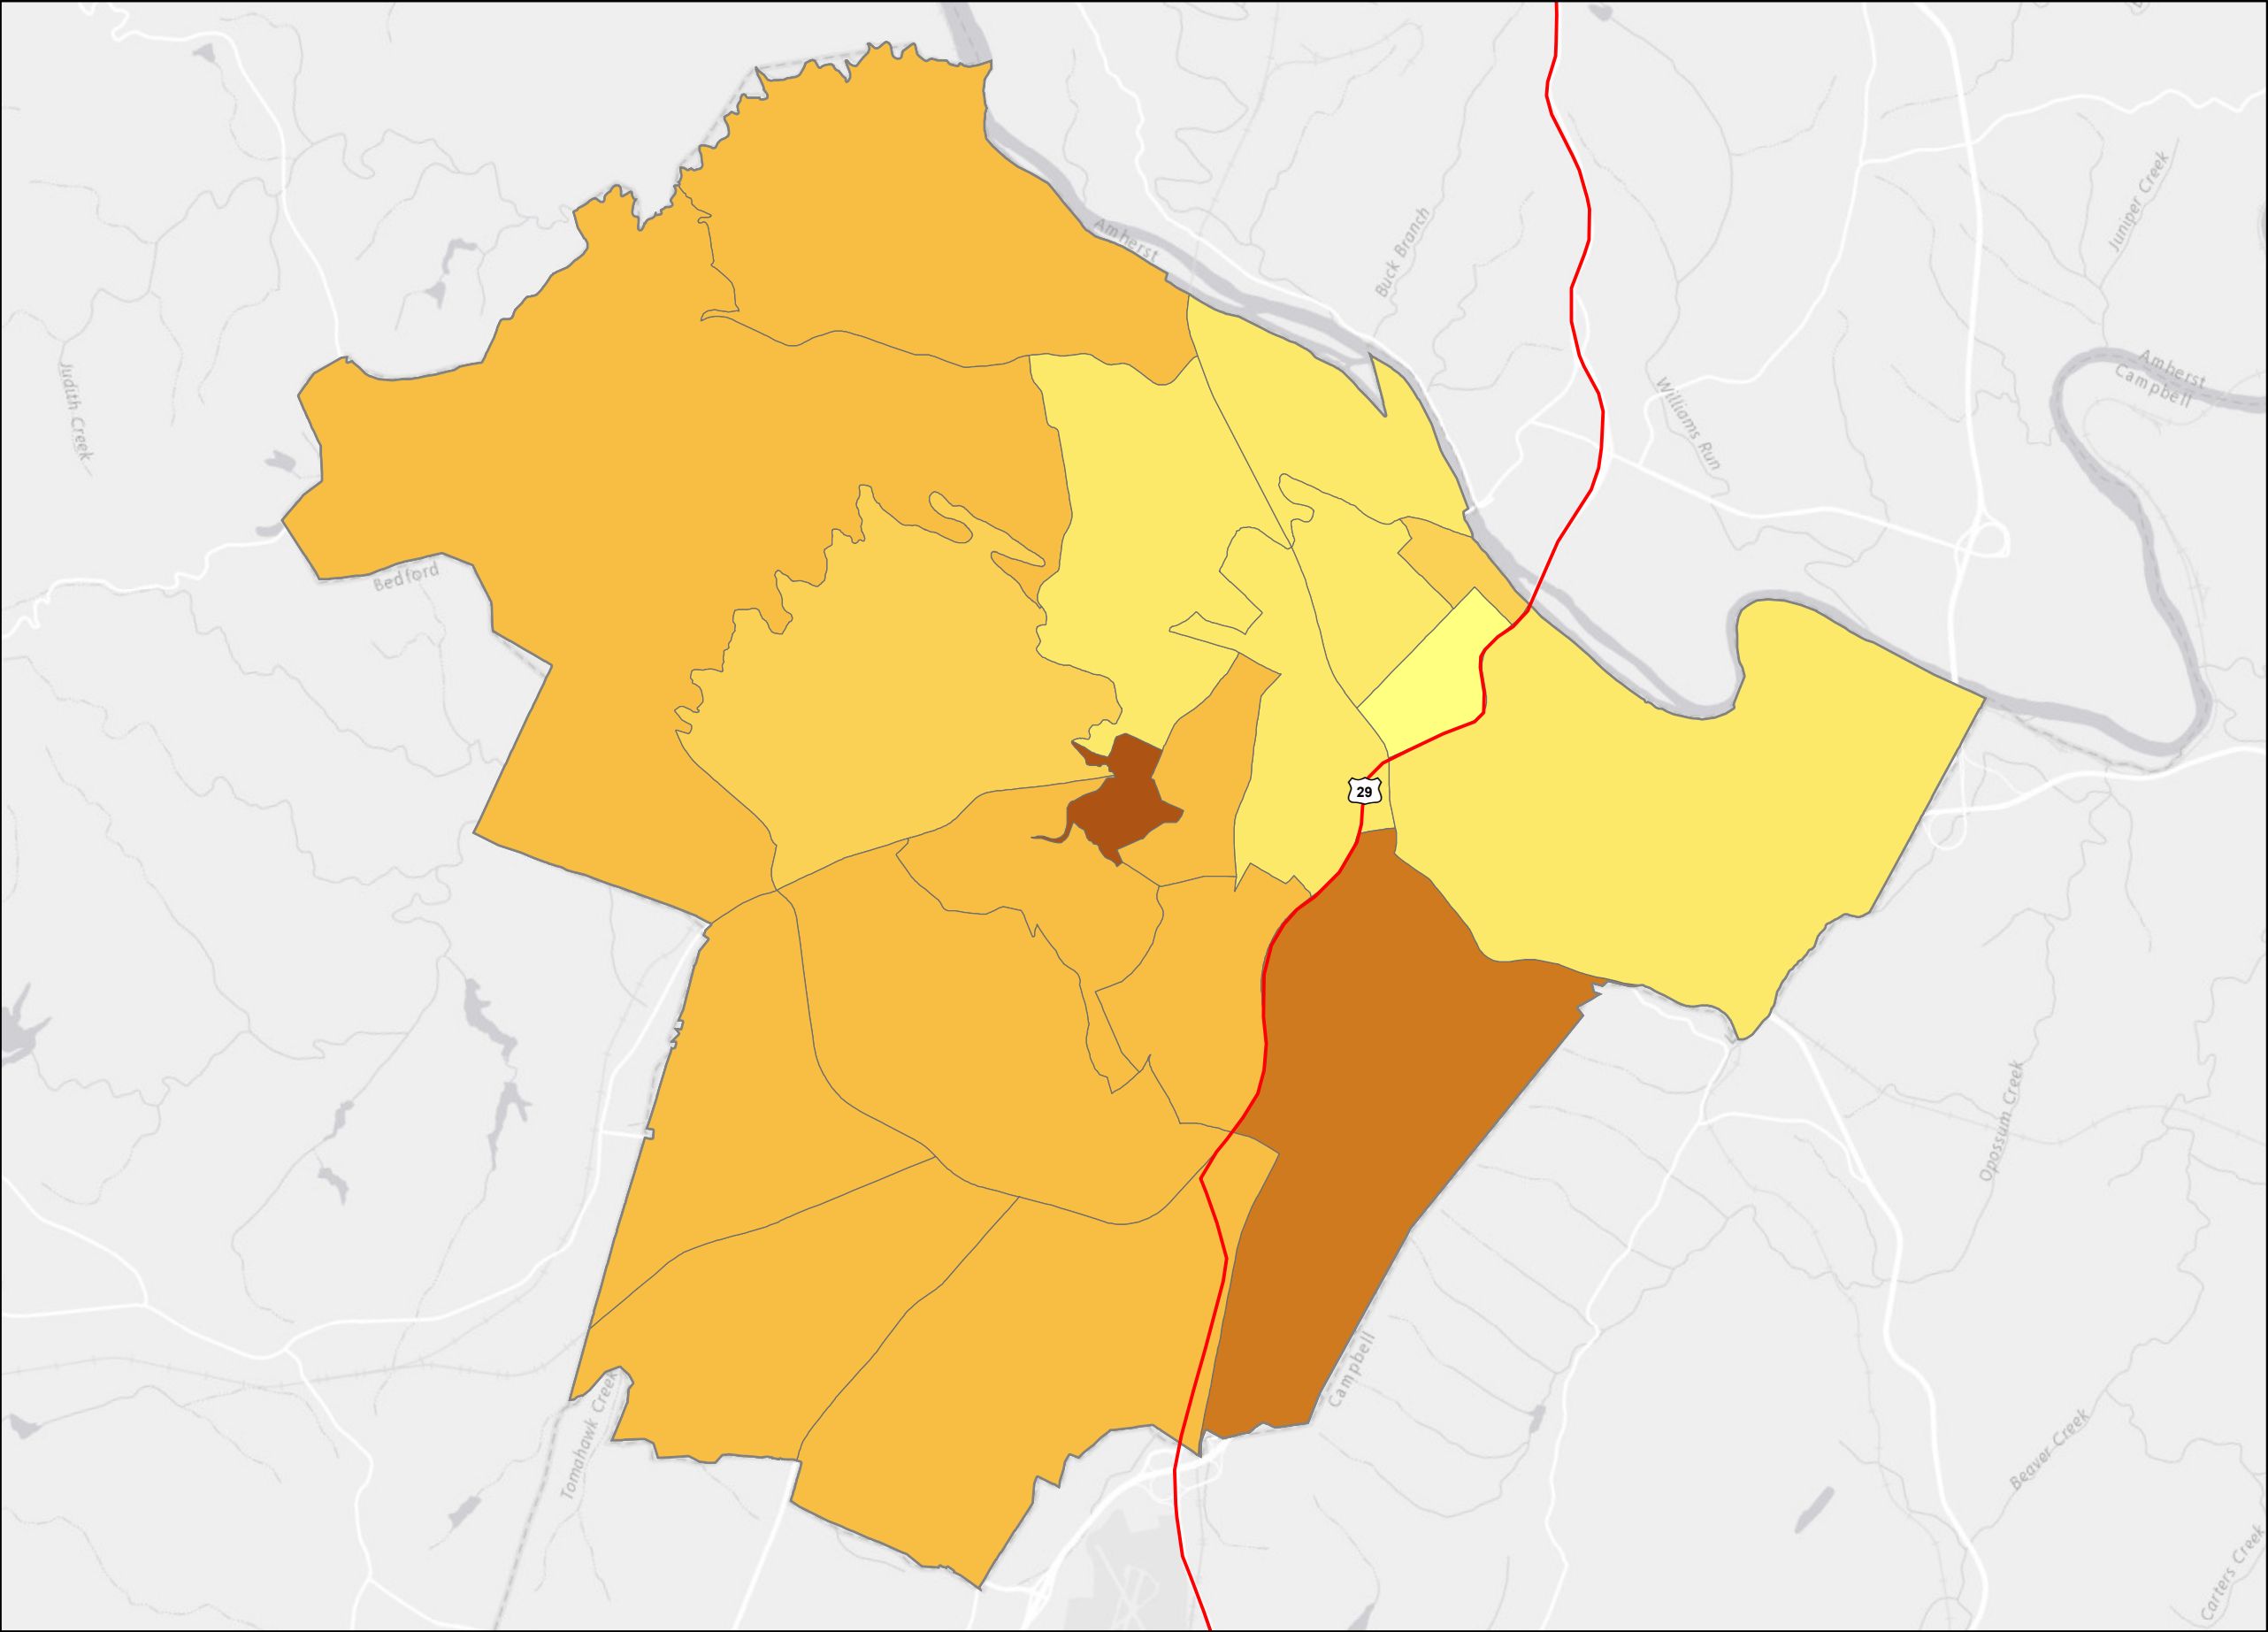 Amherst
Buck Branch
Juniper Creek
Judith Creek
Williams Run
Amherst
Campbell
Bedford
29
Opossum Creek
Campbell
Tomahawk Creek
Beaver Creek
Carters Creek